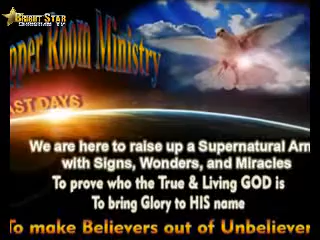 BRIGHT STAR
CHRISTIAN TV
pper Room Ministry
AST DAYS
We are here to raise up a Supernatural Arm
with Signs, Wonders, and Miracles
To prove who the True & Living GOD is
To bring Glory to HIS name
To make Believers out of Unbeliever